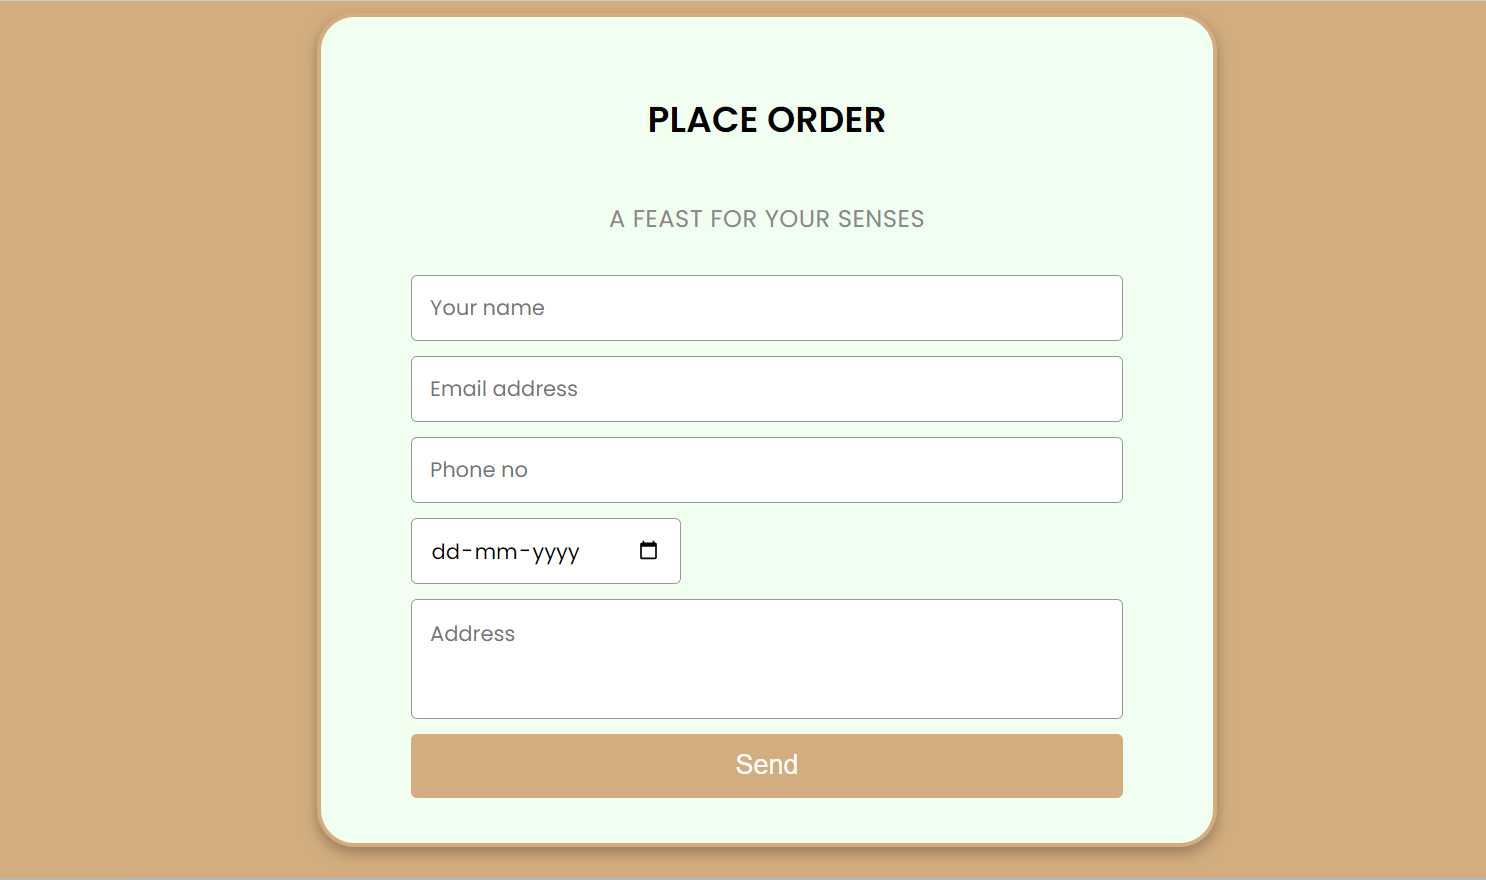 PLACE ORDER
A FEAST FOR YOUR SENSES
Your name
Email address
Phone no
dd-mm-yyyy
Address
Send